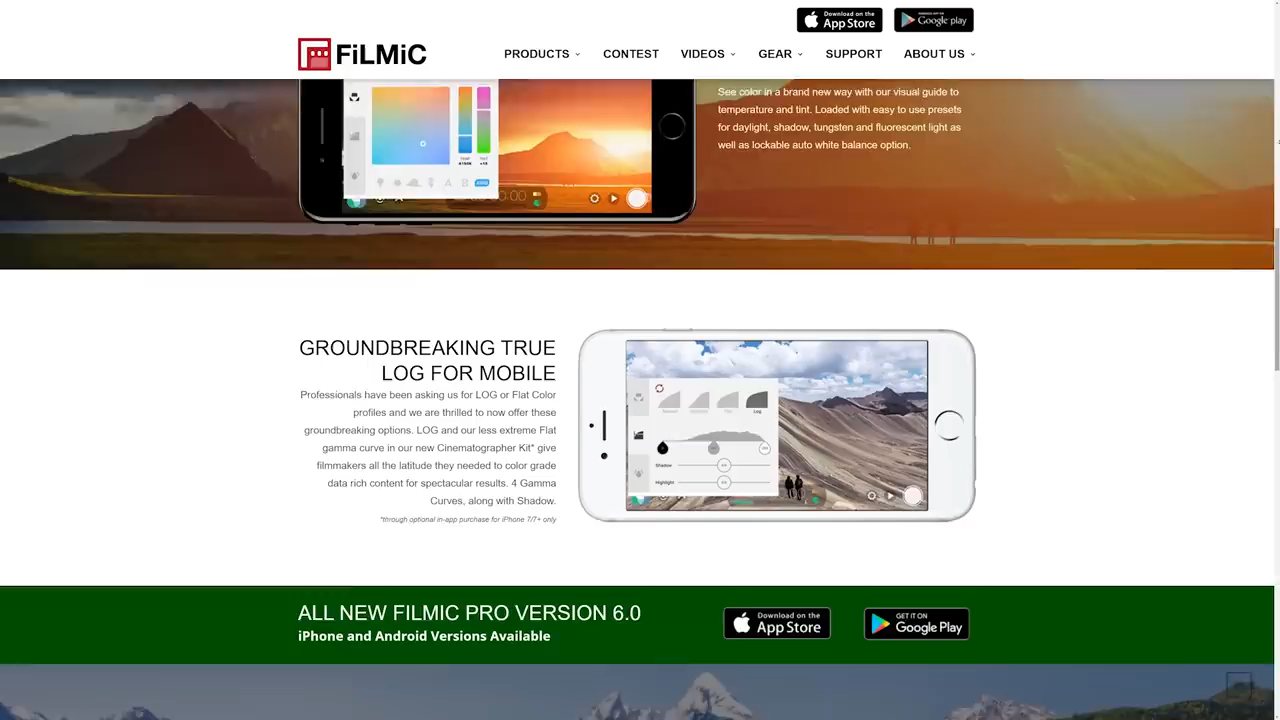 Download on the
App Store
ANDROID APP ON
Google play
FiLMiC
PRODUCTS
CONTEST
VIDEOS
GEAR
SUPPORT
ABOUT US
See color in a brand new way with our visual guide to
temperature and tint. Loaded with easy to use presets
for daylight, shadow, tungsten and fluorescent light as
well as lockable auto white balance option.
A
B
GROUNDBREAKING TRUE
LOG FOR MOBILE
Professionals have been asking us for LOG or Flat Color
profiles and we are thrilled to now offer these
groundbreaking options. LOG and our less extreme Flat
gamma curve in our new Cinematographer Kit* give
filmmakers all the latitude they needed to color grade
data rich content for spectacular results. 4 Gamma
Curves, along with Shadow.
*through optional in-app purchase for iPhone 7/7+ only
Log
Shadow
Highlight
ALL NEW FILMIC PRO VERSION 6.0
iPhone and Android Versions Available
Download on the
App Store
GET IT ON
Google Play